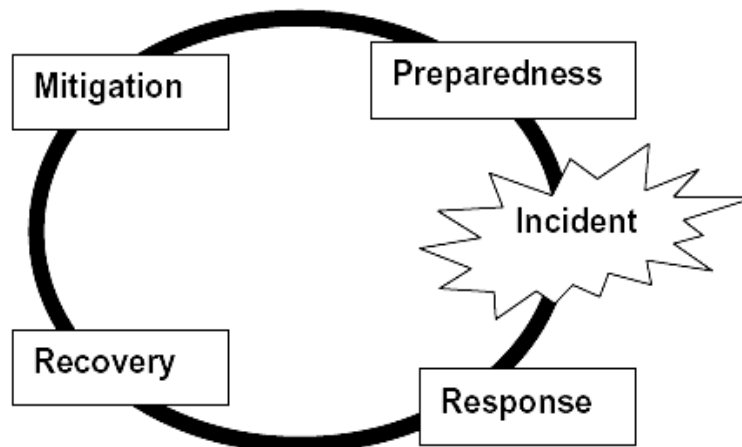 Mitigation
Preparedness
Incident
Recovery
Response